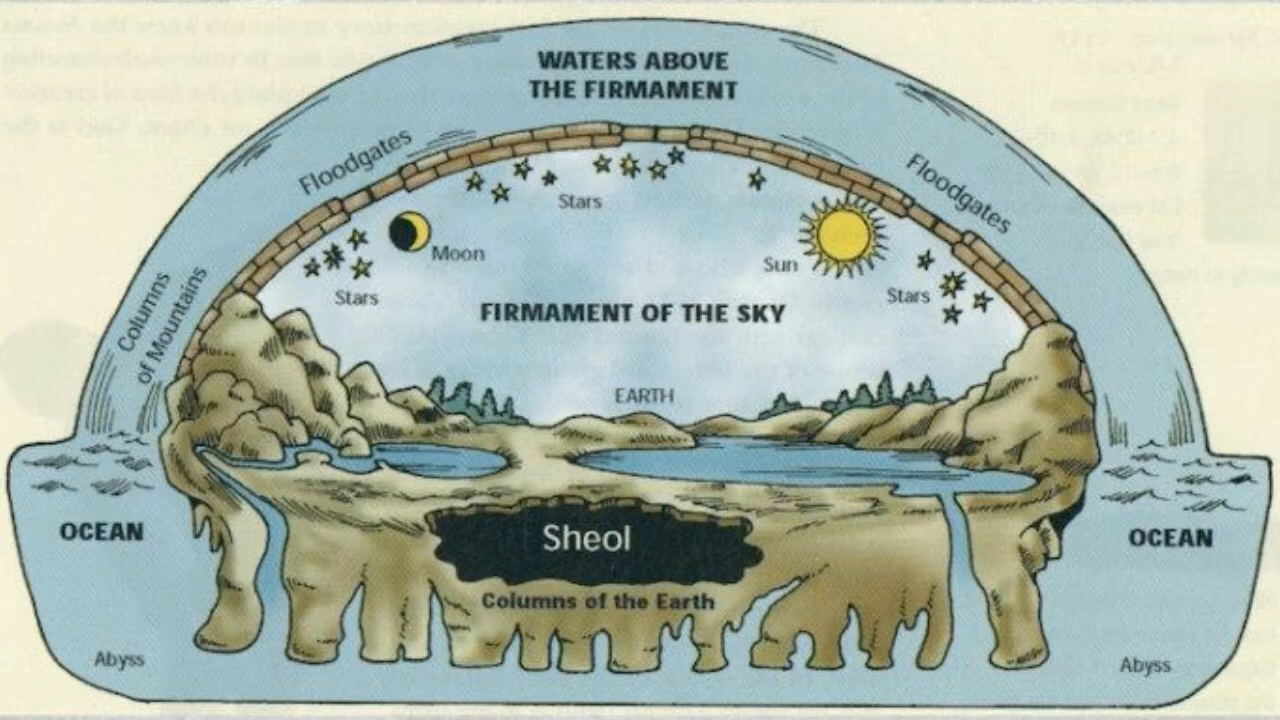 WATERS ABOVE
THE FIRMAMENT
Floodgates
Floodgates
Stars
Moon
Sun
Stars
Stars
Columns
of Mountains
FIRMAMENT OF THE SKY
EARTH
OCEAN
Sheol
OCEAN
Columns of the Earth
Abyss
Abyss